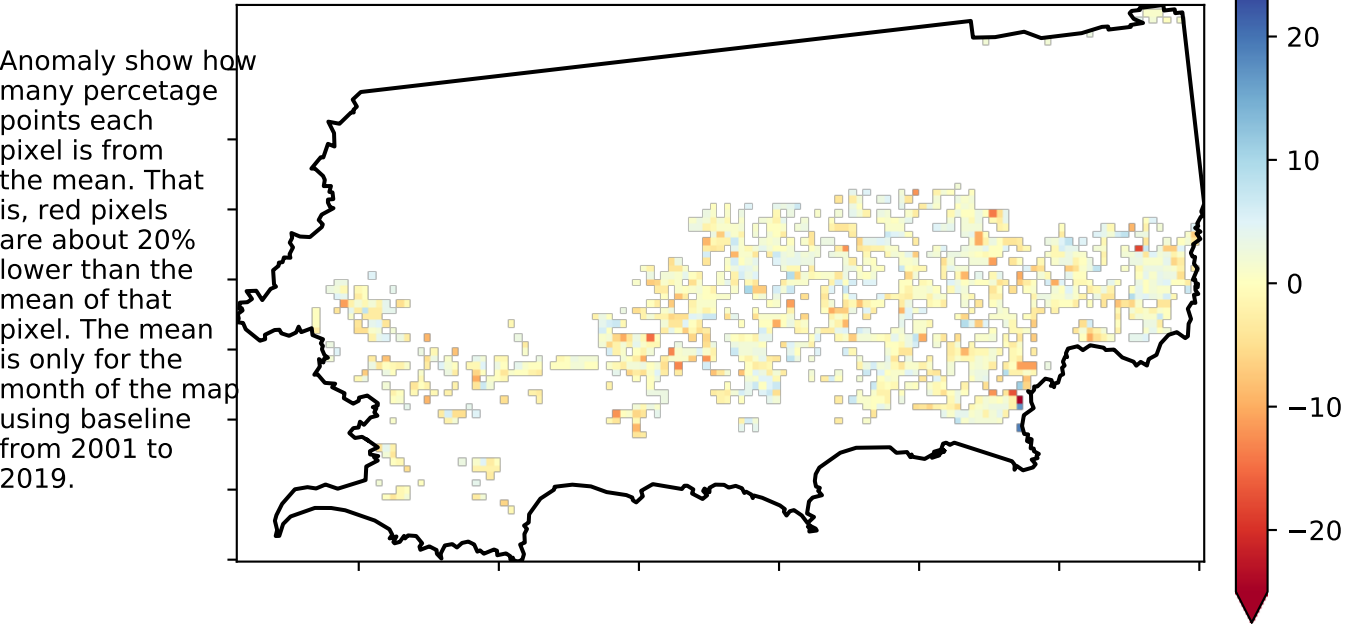 Anomaly show how
many percetage
points each
pixel is from
the mean. That
is, red pixels
are about 20%
lower than the
mean of that
pixel. The mean
is only for the
month of the map
using baseline
from 2001 to
2019.
20
10
0
−10
−20